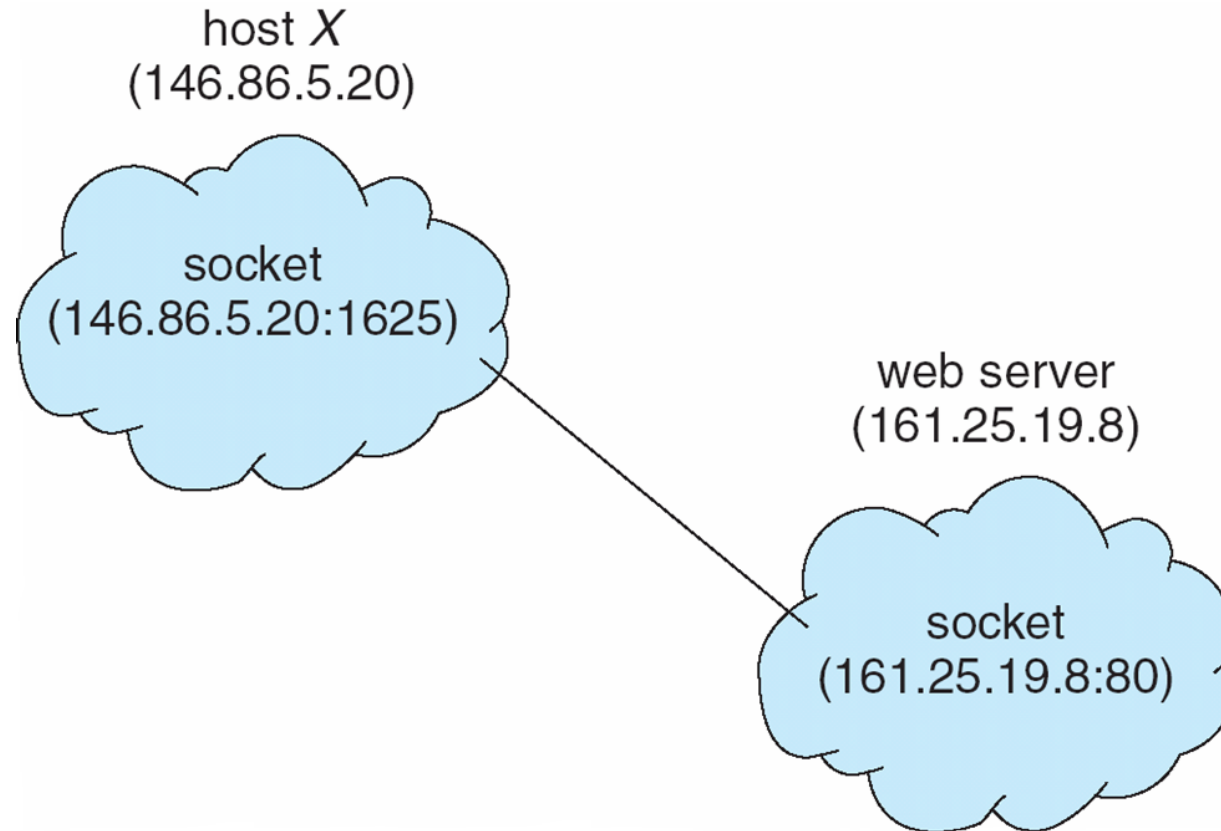 host X
(146.86.5.20)
socket
(146.86.5.20:1625)
web server
(161.25.19.8)
socket
(161.25.19.8:80)